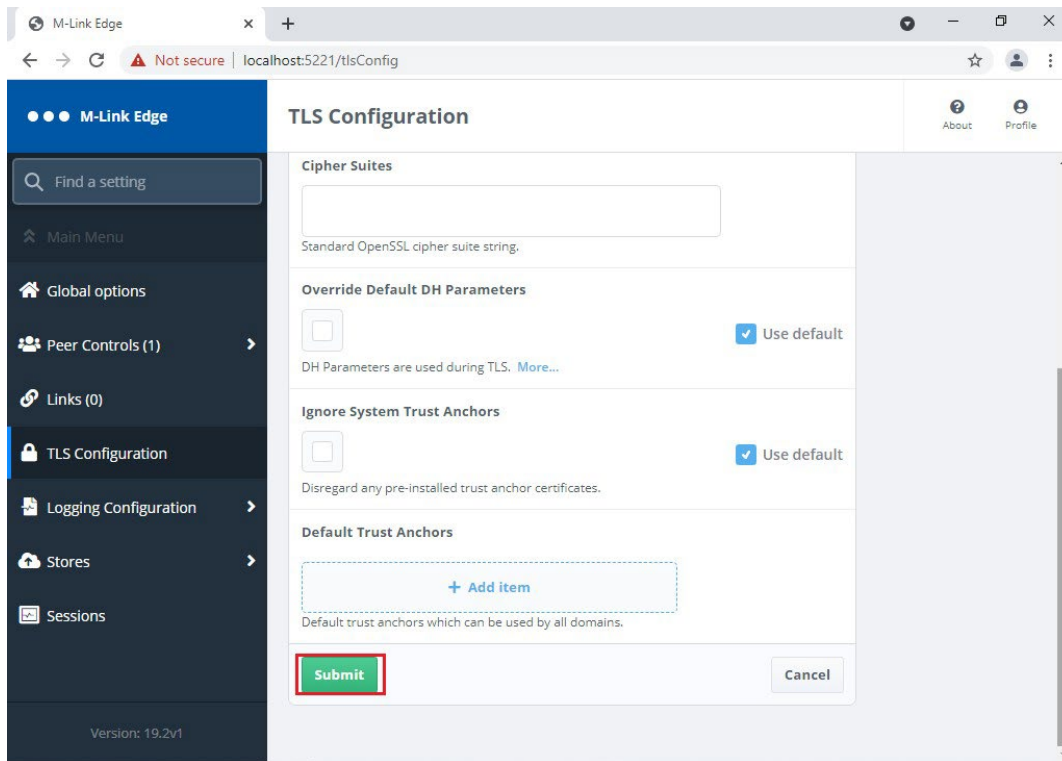 M-Link Edge
Not secure | localhost:5221/tlsConfig
M-Link Edge
TLS Configuration
About
Profile
Find a setting
Main Menu
Global options
Peer Controls (1)
Links (0)
TLS Configuration
Logging Configuration
Stores
Sessions
Version: 19.2v1
Cipher Suites
Standard OpenSSL cipher suite string.
Override Default DH Parameters
Use default
DH Parameters are used during TLS. More...
Ignore System Trust Anchors
Use default
Disregard any pre-installed trust anchor certificates.
Default Trust Anchors
+ Add item
Default trust anchors which can be used by all domains.
Submit
Cancel